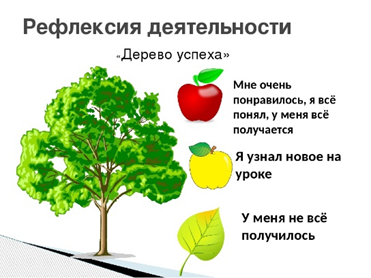 Рефлексия деятельности
«Дерево успеха»
Мне очень
понравилось, я всё
понял, у меня всё
получается
Я узнал новое на
уроке
У меня не всё
получилось